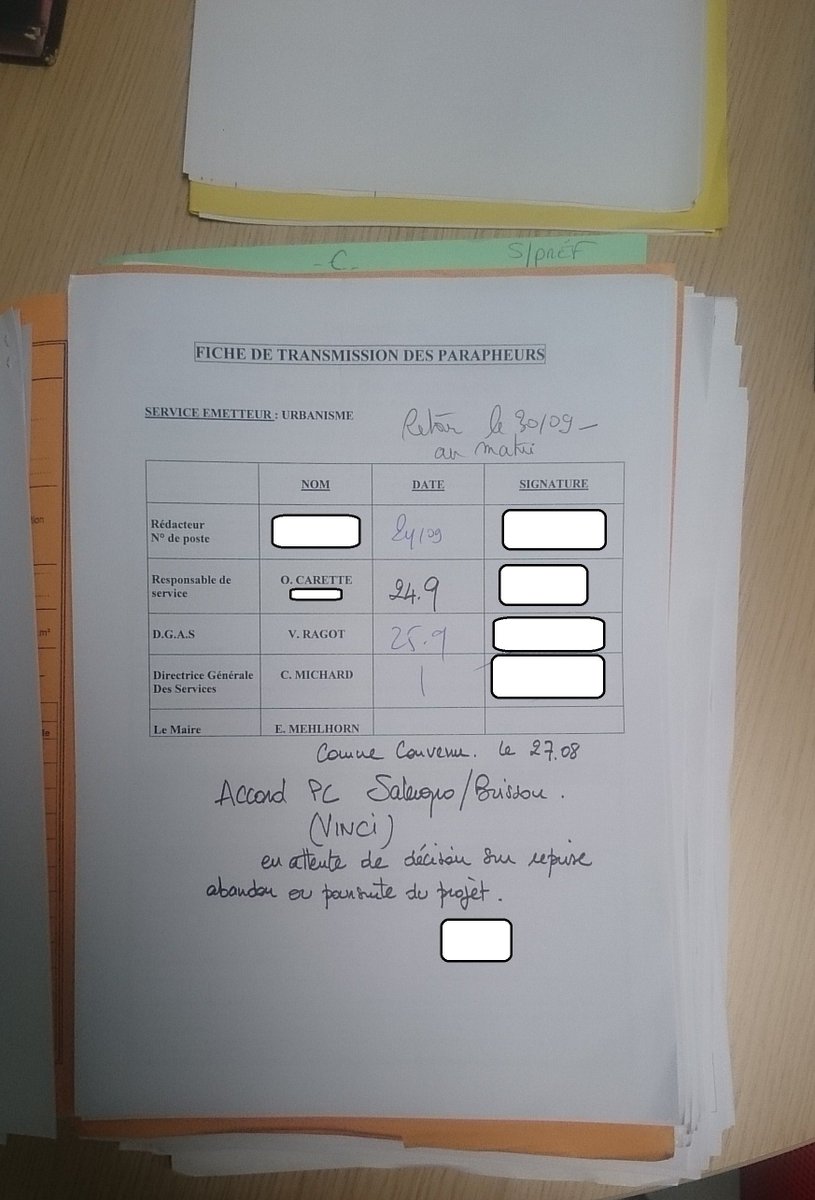 -C- S/PRÉF
FICHE DE TRANSMISSION DES PARAPHEURS
SERVICE EMETTEUR : URBANISME
Retour le 30/09 -
au matin
NOM DATE SIGNATURE
Rédacteur
N° de poste
24/09
Responsable de
service
O. CARETTE 24.9
D.G.A.S V. RAGOT 25.9
Directrice Générale
Des Services
C. MICHARD
Le Maire E. MEHLHORN
Comme Convenu. le 27.08
Accord PC Salengro/Buisson.
(VINCI)
en attente de décision sur reprise
abandon ou poursuite du projet.